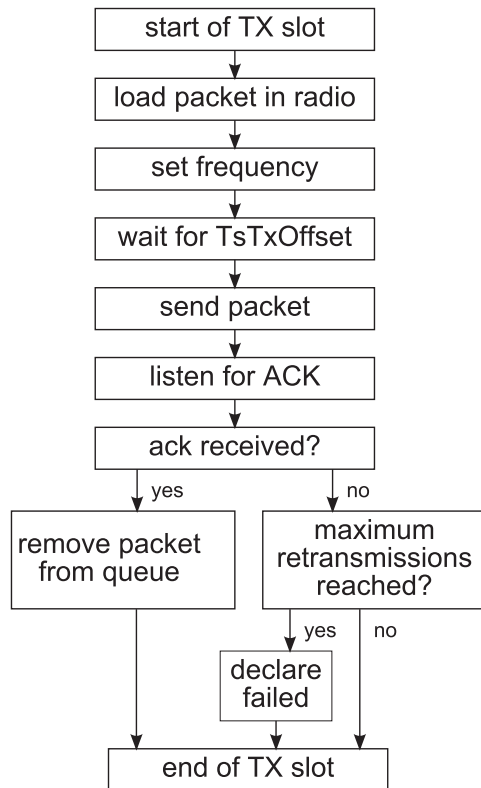 start of TX slot
load packet in radio
set frequency
wait for TsTxOffset
send packet
listen for ACK
ack received?
yes
no
remove packet
from queue
maximum
retransmissions
reached?
yes
no
declare
failed
end of TX slot